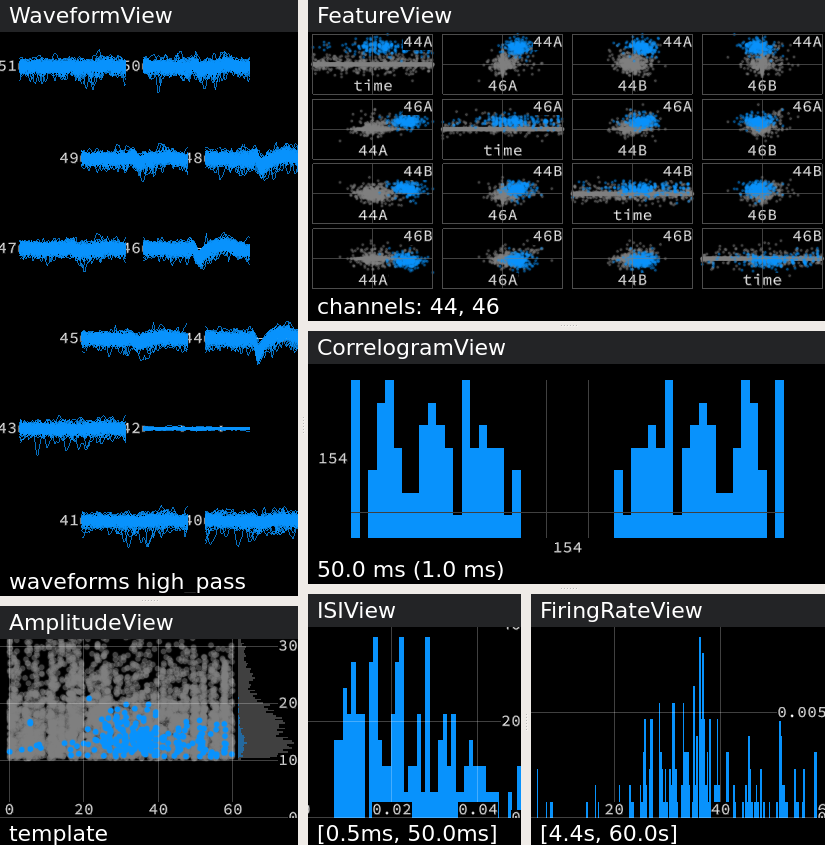 WaveformView
51 50
49 48
47 46
45 44
43 42
41 40
waveforms high_pass
FeatureView
44A 44A 44A 44A
time 46A 44B 46B
46A 46A 46A 46A
44A time 44B 46B
44B 44B 44B 44B
44A 46A time 46B
46B 46B 46B 46B
44A 46A 44B time
channels: 44, 46
CorrelogramView
154
154
50.0 ms (1.0 ms)
AmplitudeView
30
20
10
0 20 40 60
template
ISIView
20
0.02 0.04
[0.5ms, 50.0ms]
FiringRateView
0.005
20 40
[4.4s, 60.0s]